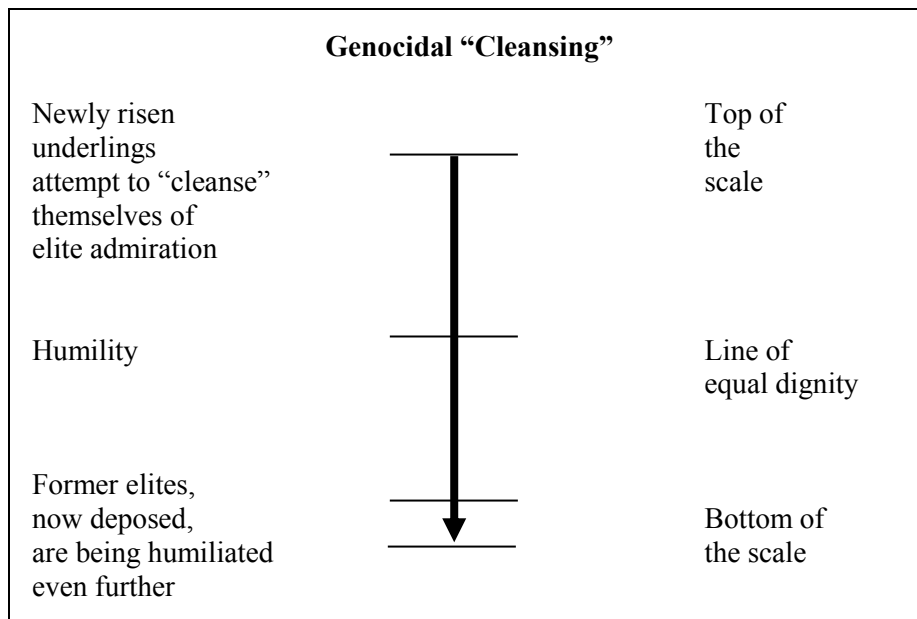 Genocidal “Cleansing”
Newly risen
underlings
attempt to “cleanse”
themselves of
elite admiration
Top of
the
scale
Humility
Line of
equal dignity
Former elites,
now deposed,
are being humiliated
even further
Bottom of
the scale